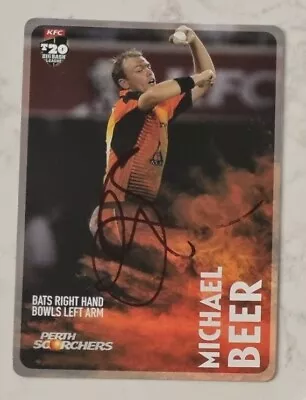 KFC
T20
BIG BASH
LEAGUE
BATS RIGHT HAND
BOWLS LEFT ARM
PERTH
SCORCHERS
MICHAEL
BEER